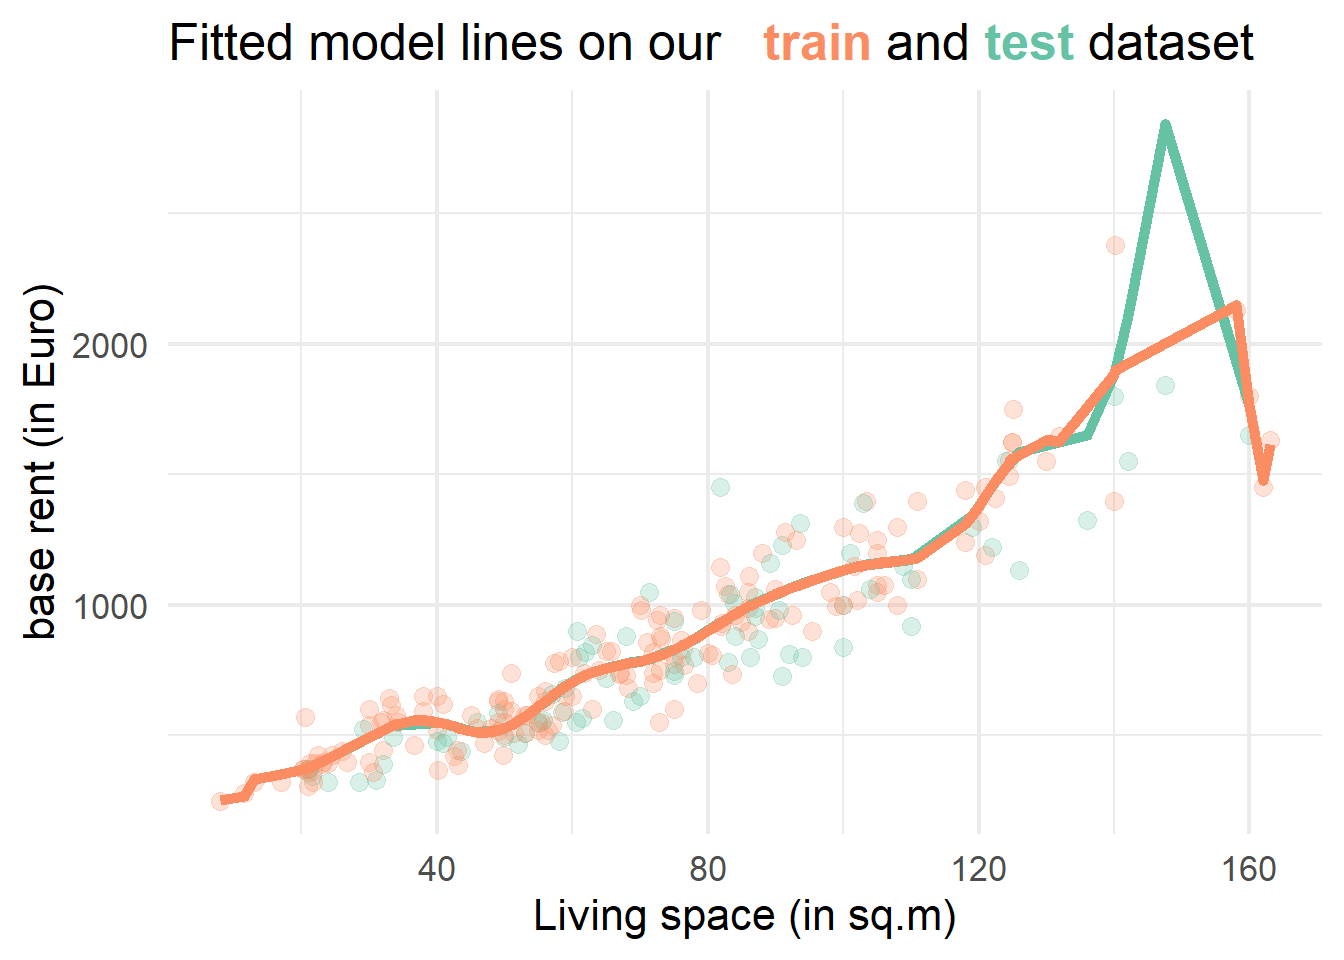 Fitted model lines on our train and test dataset
base rent (in Euro)
2000
1000
40 80 120 160
Living space (in sq.m)